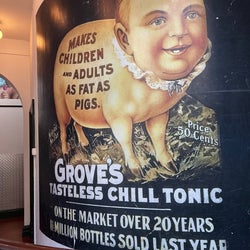 MAKES
CHILDREN
AND ADULTS
AS FAT AS
PIGS.
Price,
50 Cents
GROVE'S
TASTELESS CHILL TONIC
ON THE MARKET OVER 20 YEARS
MILLION BOTTLES SOLD LAST YEAR